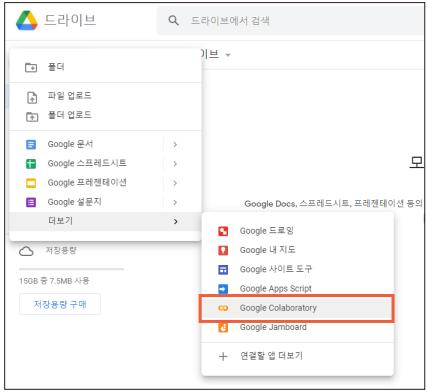 드라이브
드라이브에서 검색
이브
폴더
파일 업로드
폴더 업로드
Google 문서
Google 스프레드시트
Google 프레젠테이션
Google 설문지
더보기
모
Google Docs, 스프레드시트, 프레젠테이션 등의
Google 드로잉
Google 내 지도
Google 사이트 도구
Google Apps Script
Google Colaboratory
Google Jamboard
연결할 앱 더보기
저장용량
15GB 중 7.5MB 사용
저장용량 구매